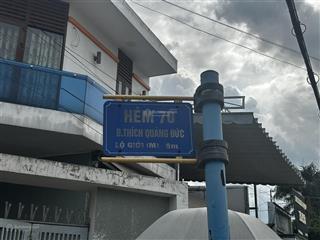 HẺM 70
Đ.THÍCH QUẢNG ĐỨC
LỘ GIỚI (M): 5m